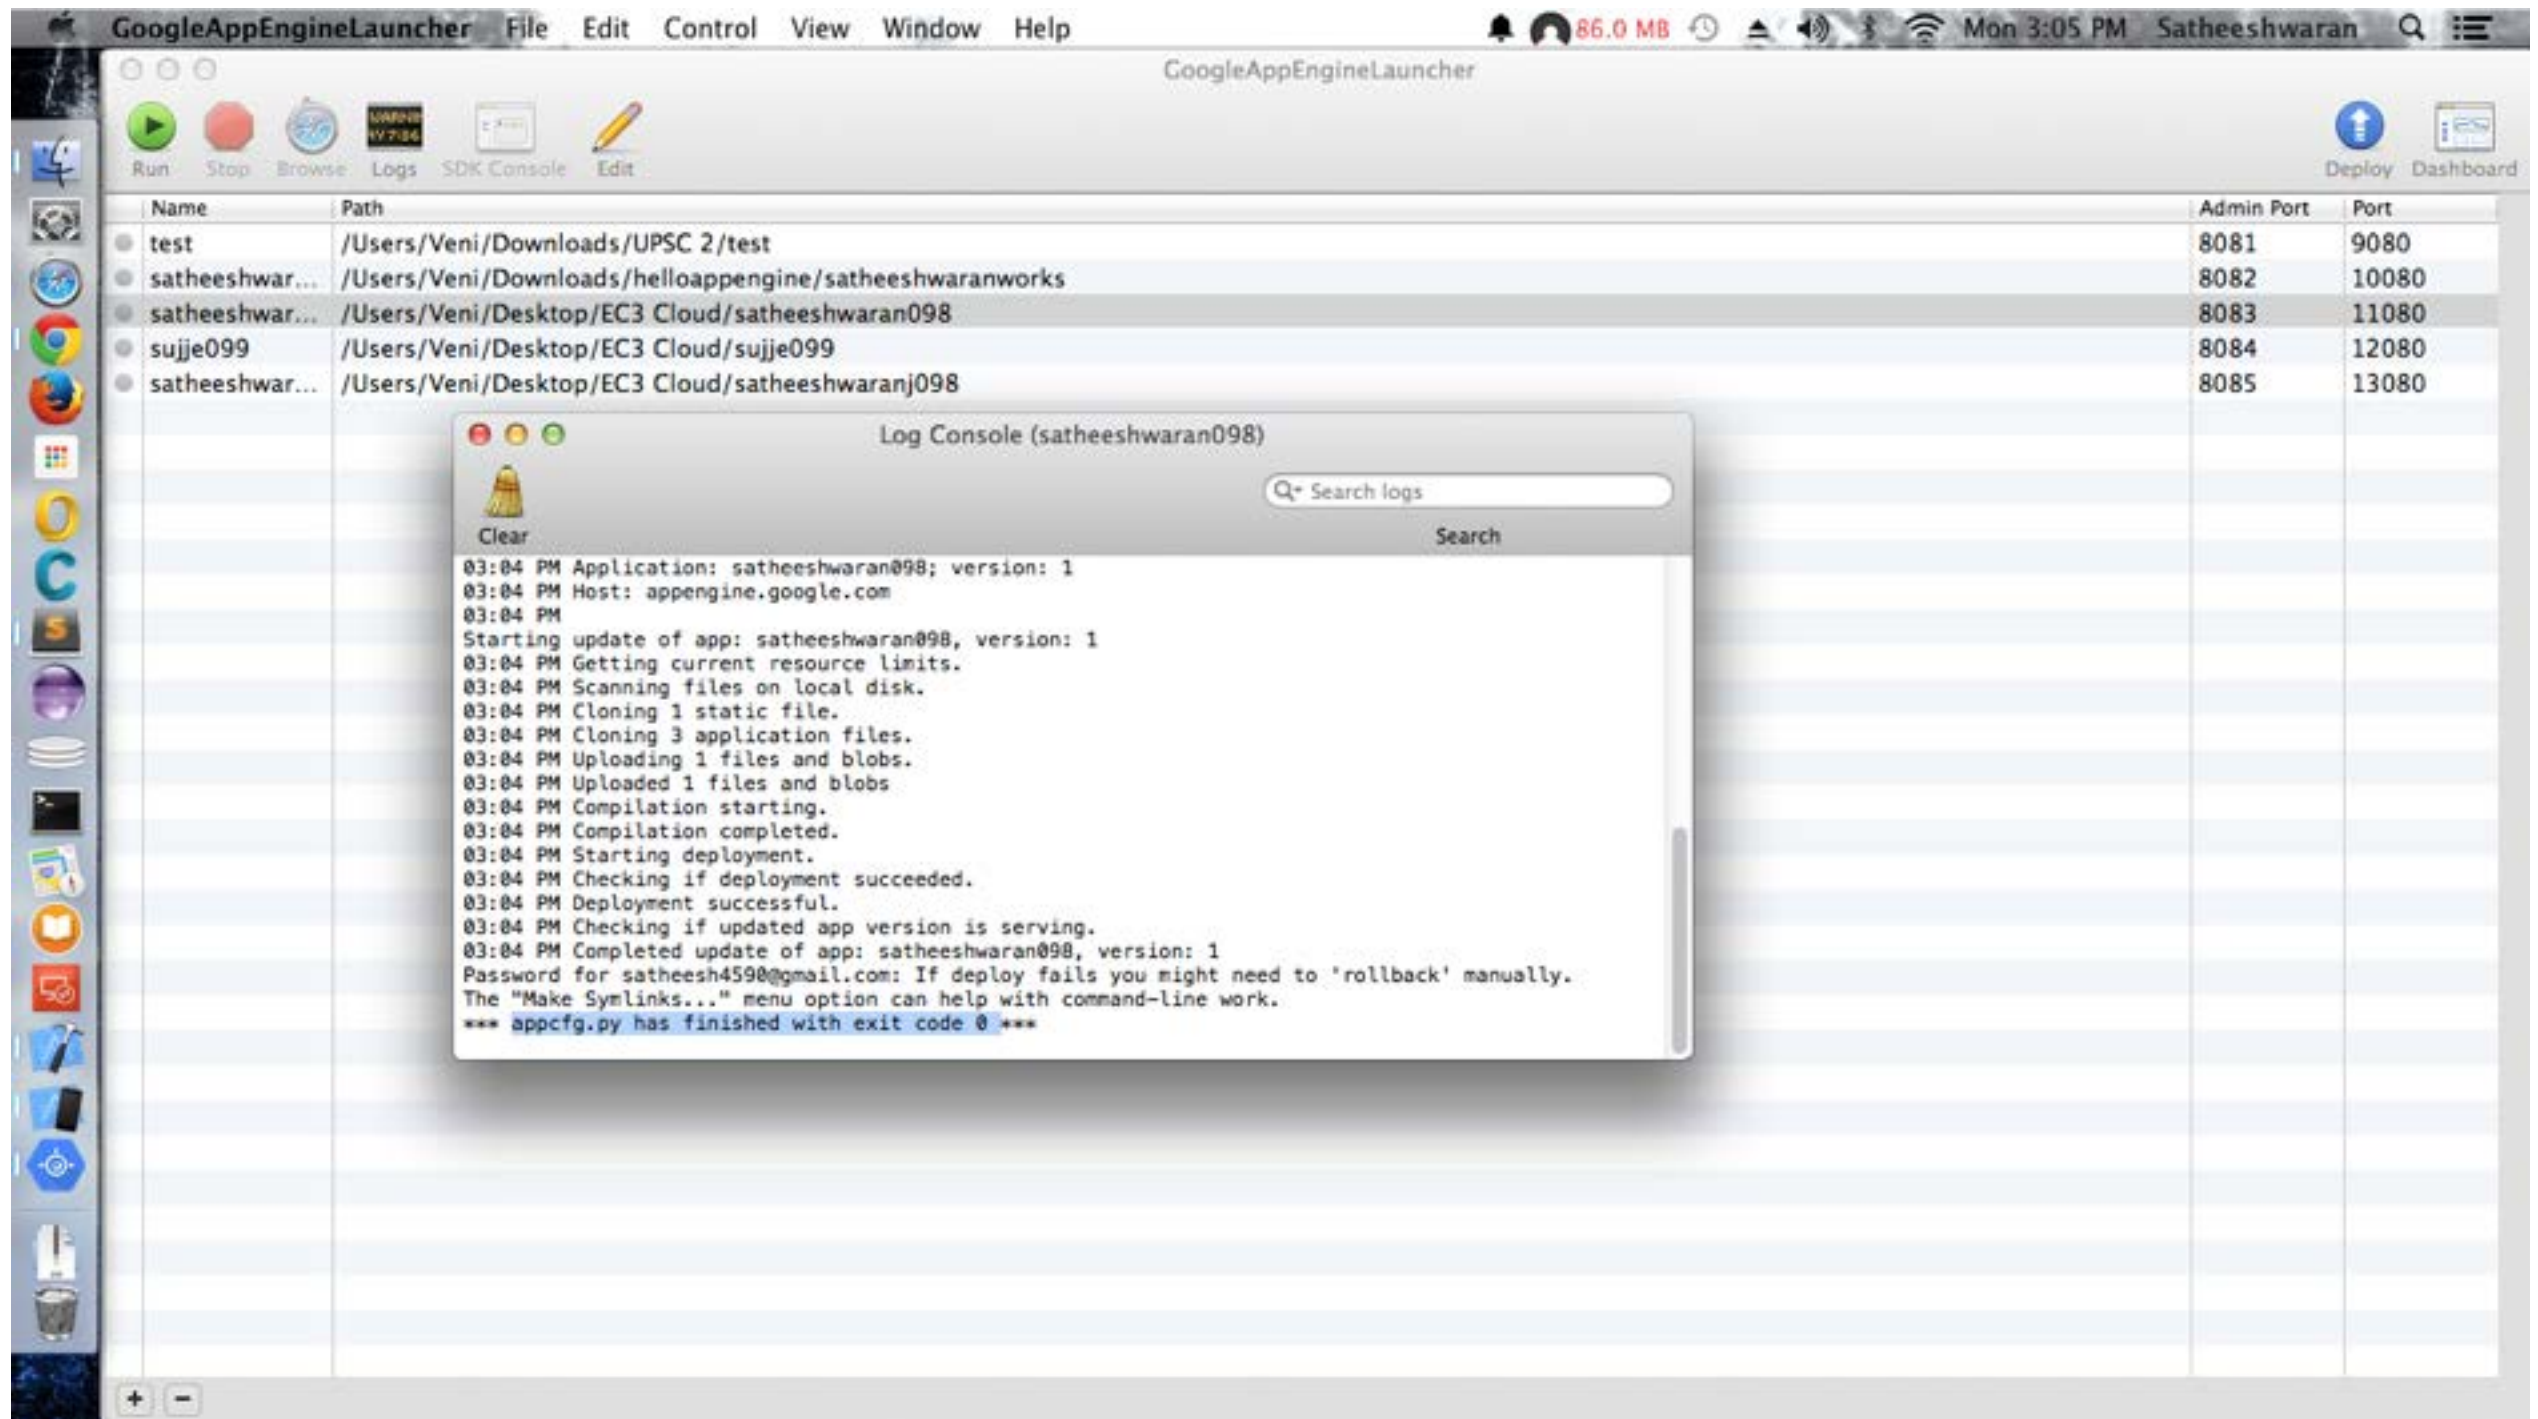 GoogleAppEngineLauncher File Edit Control View Window Help 86.0 MB Mon 3:05 PM Satheeshwaran
GoogleAppEngineLauncher
Run Stop Browse Logs SDK Console Edit Deploy Dashboard
Name Path Admin Port Port
test /Users/Veni/Downloads/UPSC 2/test 8081 9080
satheeshwar... /Users/Veni/Downloads/helloappengine/satheeshwaranworks 8082 10080
satheeshwar... /Users/Veni/Desktop/EC3 Cloud/satheeshwaran098 8083 11080
sujje099 /Users/Veni/Desktop/EC3 Cloud/sujje099 8084 12080
satheeshwar... /Users/Veni/Desktop/EC3 Cloud/satheeshwaranj098 8085 13080
Log Console (satheeshwaran098)
Search logs
Clear Search
03:04 PM Application: satheeshwaran098; version: 1
03:04 PM Host: appengine.google.com
03:04 PM
Starting update of app: satheeshwaran098, version: 1
03:04 PM Getting current resource limits.
03:04 PM Scanning files on local disk.
03:04 PM Cloning 1 static file.
03:04 PM Cloning 3 application files.
03:04 PM Uploading 1 files and blobs.
03:04 PM Uploaded 1 files and blobs
03:04 PM Compilation starting.
03:04 PM Compilation completed.
03:04 PM Starting deployment.
03:04 PM Checking if deployment succeeded.
03:04 PM Deployment successful.
03:04 PM Checking if updated app version is serving.
03:04 PM Completed update of app: satheeshwaran098, version: 1
Password for satheesh4590@gmail.com: If deploy fails you might need to 'rollback' manually.
The "Make Symlinks..." menu option can help with command-line work.
*** appcfg.py has finished with exit code 0 ***